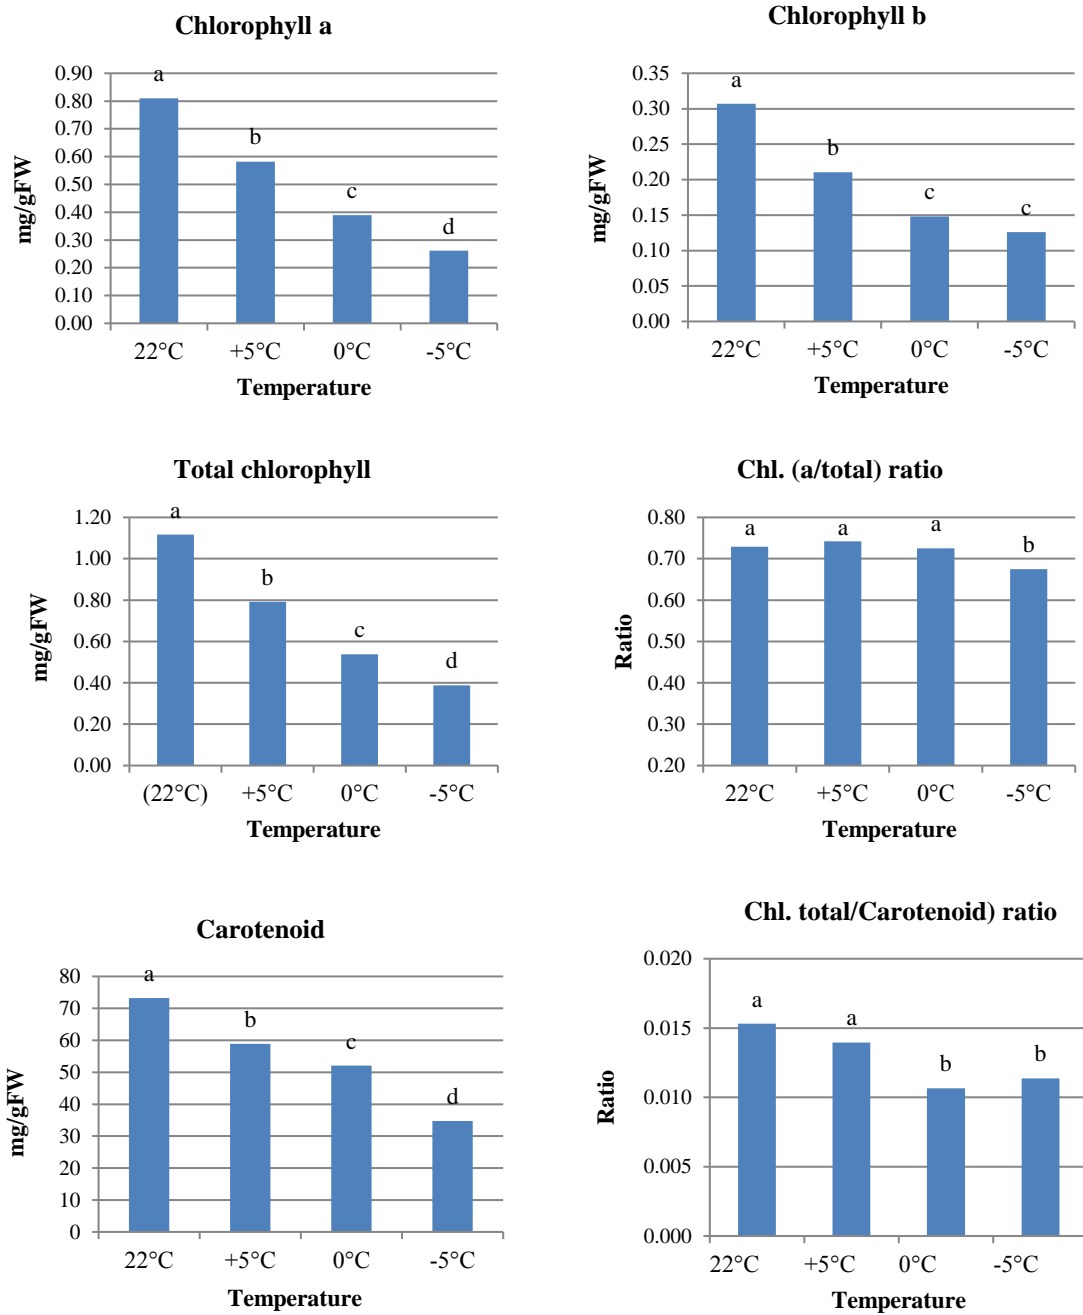 Chlorophyll a
0.90
0.80
0.70
0.60
0.50
0.40
0.30
0.20
0.10
0.00
mg/gFW
a
b
c
d
22°C +5°C 0°C -5°C
Temperature
Chlorophyll b
0.35
0.30
0.25
0.20
0.15
0.10
0.05
0.00
mg/gFW
a
b
c
c
22°C +5°C 0°C -5°C
Temperature
Total chlorophyll
1.20
1.00
0.80
0.60
0.40
0.20
0.00
mg/gFW
a
b
c
d
(22°C) +5°C 0°C -5°C
Temperature
Chl. (a/total) ratio
0.80
0.70
0.60
0.50
0.40
0.30
0.20
Ratio
a
a
a
b
22°C +5°C 0°C -5°C
Temperature
Carotenoid
80
70
60
50
40
30
20
10
0
mg/gFW
a
b
c
d
22°C +5°C 0°C -5°C
Temperature
Chl. total/Carotenoid) ratio
0.020
0.015
0.010
0.005
0.000
Ratio
a
a
b
b
22°C +5°C 0°C -5°C
Temperature